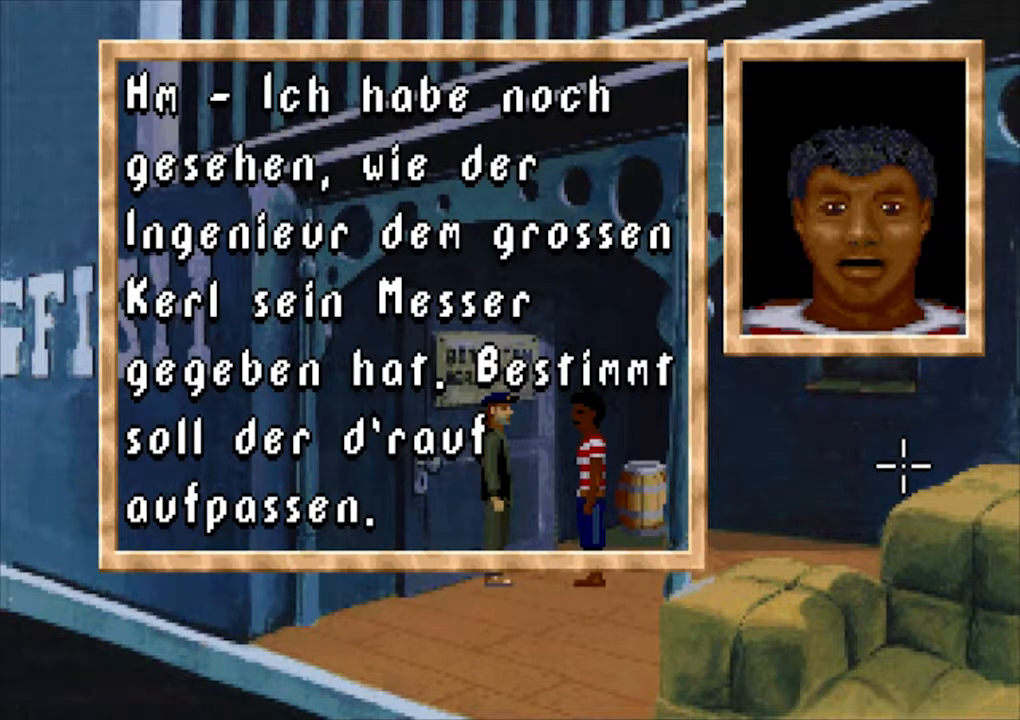 Hm - Ich habe noch
gesehen, wie der
Ingenieur dem grossen
Kerl sein Messer
gegeben hat. Bestimmt
soll der d'rauf
aufpassen.